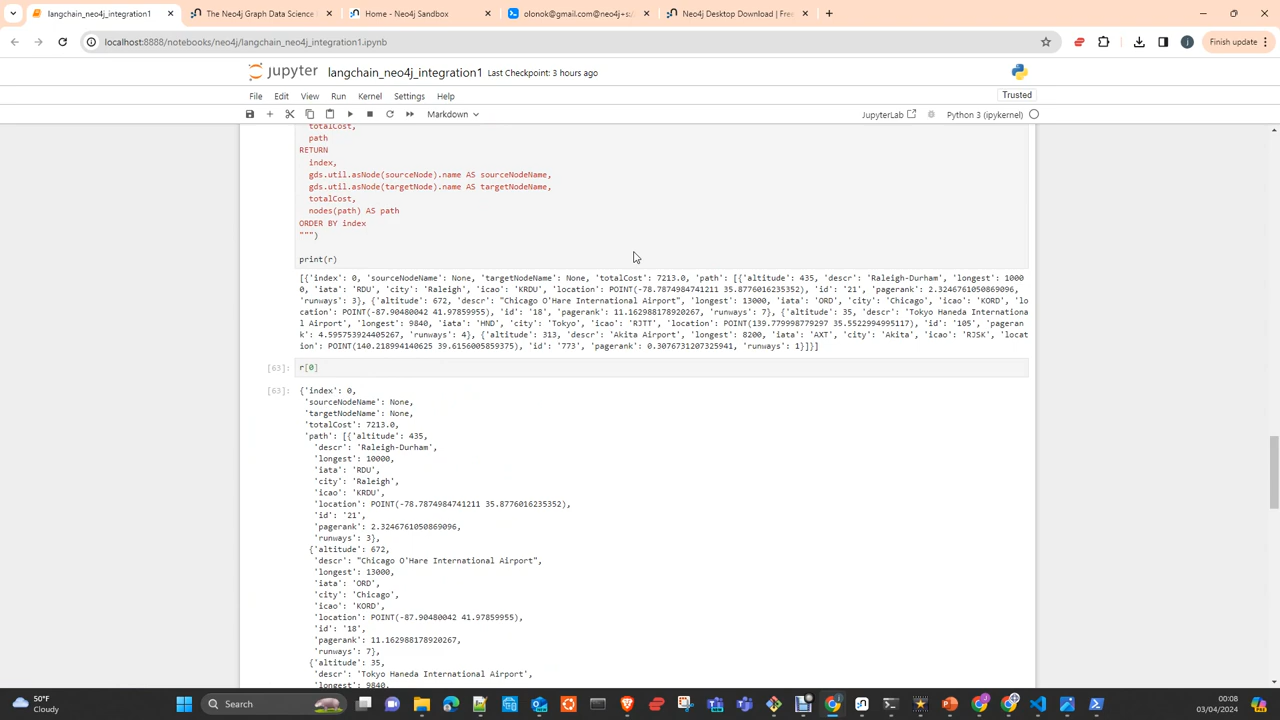 langchain_neo4j_integration1
The Neo4j Graph Data Science
Home - Neo4j Sandbox
olonok@gmail.com@neo4j+s:/
Neo4j Desktop Download | Free
localhost:8888/notebooks/neo4j/langchain_neo4j_integration1.ipynb
Finish update
jupyter langchain_neo4j_integration1 Last Checkpoint: 3 hours ago
File Edit View Run Kernel Settings Help
Trusted
Markdown
JupyterLab
Python 3 (ipykernel)
totalCost,
path
RETURN
index,
gds.util.asNode(sourceNode).name AS sourceNodeName,
gds.util.asNode(targetNode).name AS targetNodeName,
totalCost,
nodes(path) AS path
ORDER BY index
""")
print(r)
[{'index': 0, 'sourceNodeName': None, 'targetNodeName': None, 'totalCost': 7213.0, 'path': [{'altitude': 435, 'descr': 'Raleigh-Durham', 'longest': 1000
0, 'iata': 'RDU', 'city': 'Raleigh', 'icao': 'KRDU', 'location': POINT(-78.7874984741211 35.8776016235352), 'id': '21', 'pagerank': 2.3246761050869096,
'runways': 3}, {'altitude': 672, 'descr': "Chicago O'Hare International Airport", 'longest': 13000, 'iata': 'ORD', 'city': 'Chicago', 'icao': 'KORD', 'lo
cation': POINT(-87.90480042 41.97859955), 'id': '18', 'pagerank': 11.162988178920267, 'runways': 7}, {'altitude': 35, 'descr': 'Tokyo Haneda Internationa
l Airport', 'longest': 9840, 'iata': 'HND', 'city': 'Tokyo', 'icao': 'RJTT', 'location': POINT(139.779998779297 35.5522994995117), 'id': '105', 'pageran
k': 4.595753922405267, 'runways': 4}, {'altitude': 313, 'descr': 'Akita Airport', 'longest': 8200, 'iata': 'AXT', 'city': 'Akita', 'icao': 'RJSK', 'locat
ion': POINT(140.218994140625 39.6156005859375), 'id': '773', 'pagerank': 0.3076731207325941, 'runways': 1}]}]
[63]: r[0]
[63]: {'index': 0,
'sourceNodeName': None,
'targetNodeName': None,
'totalCost': 7213.0,
'path': [{'altitude': 435,
'descr': 'Raleigh-Durham',
'longest': 10000,
'iata': 'RDU',
'city': 'Raleigh',
'icao': 'KRDU',
'location': POINT(-78.7874984741211 35.8776016235352),
'id': '21',
'pagerank': 2.3246761050869096,
'runways': 3},
{'altitude': 672,
'descr': "Chicago O'Hare International Airport",
'longest': 13000,
'iata': 'ORD',
'city': 'Chicago',
'icao': 'KORD',
'location': POINT(-87.90480042 41.97859955),
'id': '18',
'pagerank': 11.162988178920267,
'runways': 7},
{'altitude': 35,
'descr': 'Tokyo Haneda International Airport',
'longest': 9840,
50°F
Cloudy
Search
00:08
03/04/2024